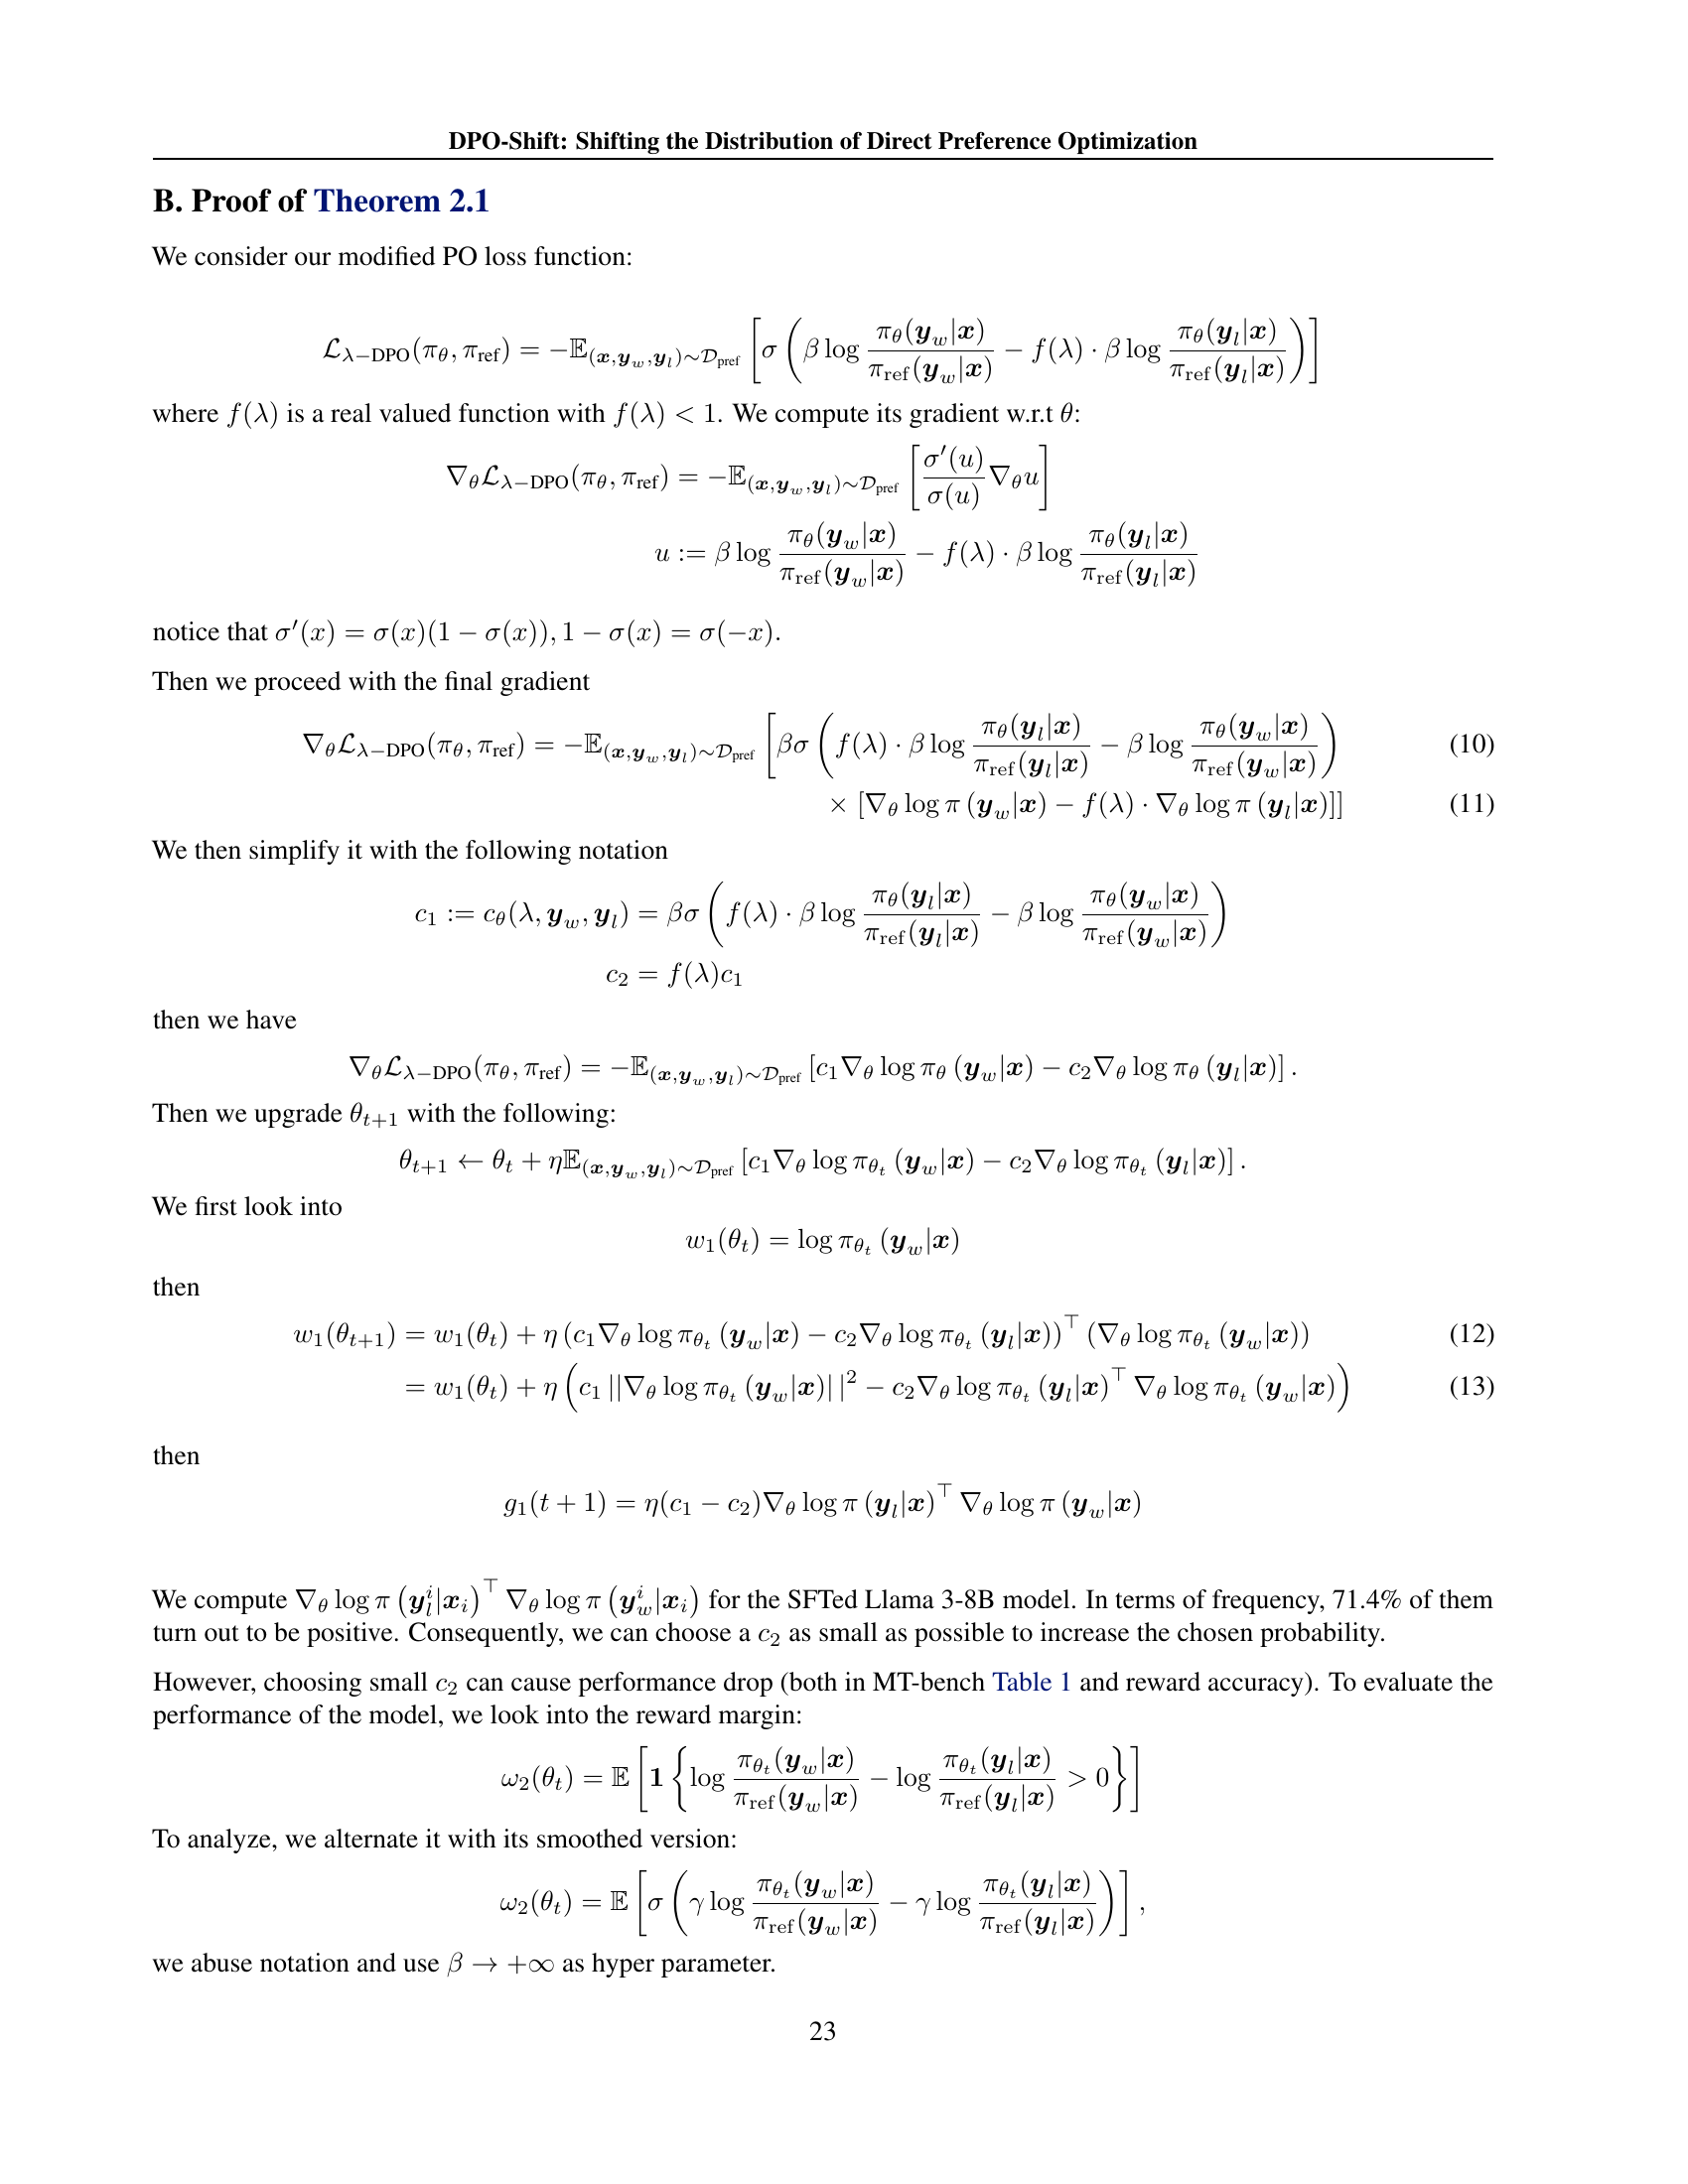 DPO-Shift: Shifting the Distribution of Direct Preference Optimization
B. Proof of Theorem 2.1
We consider our modified PO loss function:
$\mathcal{L}_{\lambda-\text{DPO}}(\pi_\theta, \pi_{\text{ref}}) = -\mathbb{E}_{(\boldsymbol{x}, \boldsymbol{y}_w, \boldsymbol{y}_l) \sim \mathcal{D}_{\text{pref}}} \left[ \sigma \left( \beta \log \frac{\pi_\theta(\boldsymbol{y}_w|\boldsymbol{x})}{\pi_{\text{ref}}(\boldsymbol{y}_w|\boldsymbol{x})} - f(\lambda) \cdot \beta \log \frac{\pi_\theta(\boldsymbol{y}_l|\boldsymbol{x})}{\pi_{\text{ref}}(\boldsymbol{y}_l|\boldsymbol{x})} \right) \right]$
where $f(\lambda)$ is a real valued function with $f(\lambda) < 1$. We compute its gradient w.r.t $\theta$:
$\nabla_\theta \mathcal{L}_{\lambda-\text{DPO}}(\pi_\theta, \pi_{\text{ref}}) = -\mathbb{E}_{(\boldsymbol{x}, \boldsymbol{y}_w, \boldsymbol{y}_l) \sim \mathcal{D}_{\text{pref}}} \left[ \frac{\sigma'(u)}{\sigma(u)} \nabla_\theta u \right]$
$u := \beta \log \frac{\pi_\theta(\boldsymbol{y}_w|\boldsymbol{x})}{\pi_{\text{ref}}(\boldsymbol{y}_w|\boldsymbol{x})} - f(\lambda) \cdot \beta \log \frac{\pi_\theta(\boldsymbol{y}_l|\boldsymbol{x})}{\pi_{\text{ref}}(\boldsymbol{y}_l|\boldsymbol{x})}$
notice that $\sigma'(x) = \sigma(x)(1 - \sigma(x)), 1 - \sigma(x) = \sigma(-x)$.
Then we proceed with the final gradient
$\nabla_\theta \mathcal{L}_{\lambda-\text{DPO}}(\pi_\theta, \pi_{\text{ref}}) = -\mathbb{E}_{(\boldsymbol{x}, \boldsymbol{y}_w, \boldsymbol{y}_l) \sim \mathcal{D}_{\text{pref}}} \left[ \beta \sigma \left( f(\lambda) \cdot \beta \log \frac{\pi_\theta(\boldsymbol{y}_l|\boldsymbol{x})}{\pi_{\text{ref}}(\boldsymbol{y}_l|\boldsymbol{x})} - \beta \log \frac{\pi_\theta(\boldsymbol{y}_w|\boldsymbol{x})}{\pi_{\text{ref}}(\boldsymbol{y}_w|\boldsymbol{x})} \right) \right.$ (10)
$\times [\nabla_\theta \log \pi (\boldsymbol{y}_w|\boldsymbol{x}) - f(\lambda) \cdot \nabla_\theta \log \pi (\boldsymbol{y}_l|\boldsymbol{x})]]$ (11)
We then simplify it with the following notation
$c_1 := c_\theta(\lambda, \boldsymbol{y}_w, \boldsymbol{y}_l) = \beta \sigma \left( f(\lambda) \cdot \beta \log \frac{\pi_\theta(\boldsymbol{y}_l|\boldsymbol{x})}{\pi_{\text{ref}}(\boldsymbol{y}_l|\boldsymbol{x})} - \beta \log \frac{\pi_\theta(\boldsymbol{y}_w|\boldsymbol{x})}{\pi_{\text{ref}}(\boldsymbol{y}_w|\boldsymbol{x})} \right)$
$c_2 = f(\lambda) c_1$
then we have
$\nabla_\theta \mathcal{L}_{\lambda-\text{DPO}}(\pi_\theta, \pi_{\text{ref}}) = -\mathbb{E}_{(\boldsymbol{x}, \boldsymbol{y}_w, \boldsymbol{y}_l) \sim \mathcal{D}_{\text{pref}}} [c_1 \nabla_\theta \log \pi_\theta (\boldsymbol{y}_w|\boldsymbol{x}) - c_2 \nabla_\theta \log \pi_\theta (\boldsymbol{y}_l|\boldsymbol{x})].$
Then we upgrade $\theta_{t+1}$ with the following:
$\theta_{t+1} \leftarrow \theta_t + \eta \mathbb{E}_{(\boldsymbol{x}, \boldsymbol{y}_w, \boldsymbol{y}_l) \sim \mathcal{D}_{\text{pref}}} [c_1 \nabla_\theta \log \pi_{\theta_t} (\boldsymbol{y}_w|\boldsymbol{x}) - c_2 \nabla_\theta \log \pi_{\theta_t} (\boldsymbol{y}_l|\boldsymbol{x})].$
We first look into
$w_1(\theta_t) = \log \pi_{\theta_t} (\boldsymbol{y}_w|\boldsymbol{x})$
then
$w_1(\theta_{t+1}) = w_1(\theta_t) + \eta (c_1 \nabla_\theta \log \pi_{\theta_t} (\boldsymbol{y}_w|\boldsymbol{x}) - c_2 \nabla_\theta \log \pi_{\theta_t} (\boldsymbol{y}_l|\boldsymbol{x}))^\top (\nabla_\theta \log \pi_{\theta_t} (\boldsymbol{y}_w|\boldsymbol{x}))$ (12)
$= w_1(\theta_t) + \eta \left( c_1 ||\nabla_\theta \log \pi_{\theta_t} (\boldsymbol{y}_w|\boldsymbol{x})||^2 - c_2 \nabla_\theta \log \pi_{\theta_t} (\boldsymbol{y}_l|\boldsymbol{x})^\top \nabla_\theta \log \pi_{\theta_t} (\boldsymbol{y}_w|\boldsymbol{x}) \right)$ (13)
then
$g_1(t + 1) = \eta (c_1 - c_2) \nabla_\theta \log \pi (\boldsymbol{y}_l|\boldsymbol{x})^\top \nabla_\theta \log \pi (\boldsymbol{y}_w|\boldsymbol{x})$
We compute $\nabla_\theta \log \pi (\boldsymbol{y}_l^i|\boldsymbol{x}_i)^\top \nabla_\theta \log \pi (\boldsymbol{y}_w^i|\boldsymbol{x}_i)$ for the SFTed Llama 3-8B model. In terms of frequency, 71.4% of them
turn out to be positive. Consequently, we can choose a $c_2$ as small as possible to increase the chosen probability.
However, choosing small $c_2$ can cause performance drop (both in MT-bench Table 1 and reward accuracy). To evaluate the
performance of the model, we look into the reward margin:
$\omega_2(\theta_t) = \mathbb{E} \left[ \mathbf{1} \left\{ \log \frac{\pi_{\theta_t}(\boldsymbol{y}_w|\boldsymbol{x})}{\pi_{\text{ref}}(\boldsymbol{y}_w|\boldsymbol{x})} - \log \frac{\pi_{\theta_t}(\boldsymbol{y}_l|\boldsymbol{x})}{\pi_{\text{ref}}(\boldsymbol{y}_l|\boldsymbol{x})} > 0 \right\} \right]$
To analyze, we alternate it with its smoothed version:
$\omega_2(\theta_t) = \mathbb{E} \left[ \sigma \left( \gamma \log \frac{\pi_{\theta_t}(\boldsymbol{y}_w|\boldsymbol{x})}{\pi_{\text{ref}}(\boldsymbol{y}_w|\boldsymbol{x})} - \gamma \log \frac{\pi_{\theta_t}(\boldsymbol{y}_l|\boldsymbol{x})}{\pi_{\text{ref}}(\boldsymbol{y}_l|\boldsymbol{x})} \right) \right],$
we abuse notation and use $\beta \rightarrow +\infty$ as hyper parameter.
23